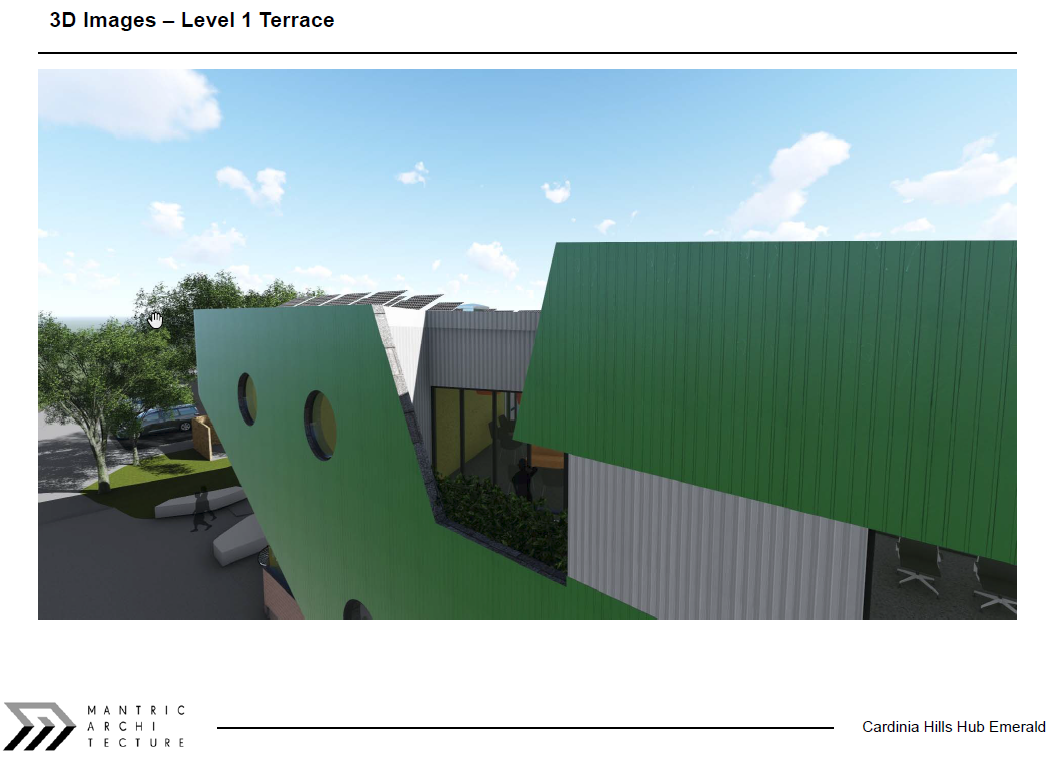 3D Images – Level 1 Terrace
MANTRIC
ARCHI
TECTURE
Cardinia Hills Hub Emerald